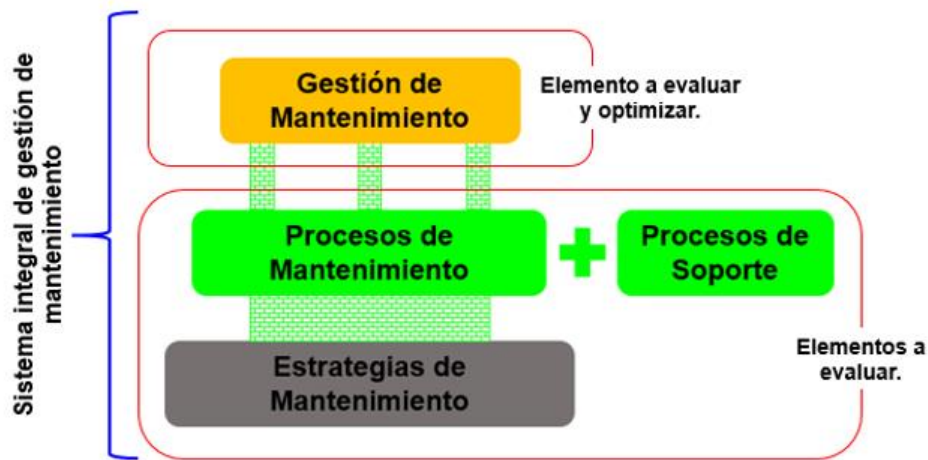 Sistema integral de gestión de
mantenimiento
Gestión de
Mantenimiento
Elemento a evaluar
y optimizar.
Procesos de
Mantenimiento
Procesos de
Soporte
Estrategias de
Mantenimiento
Elementos a
evaluar.